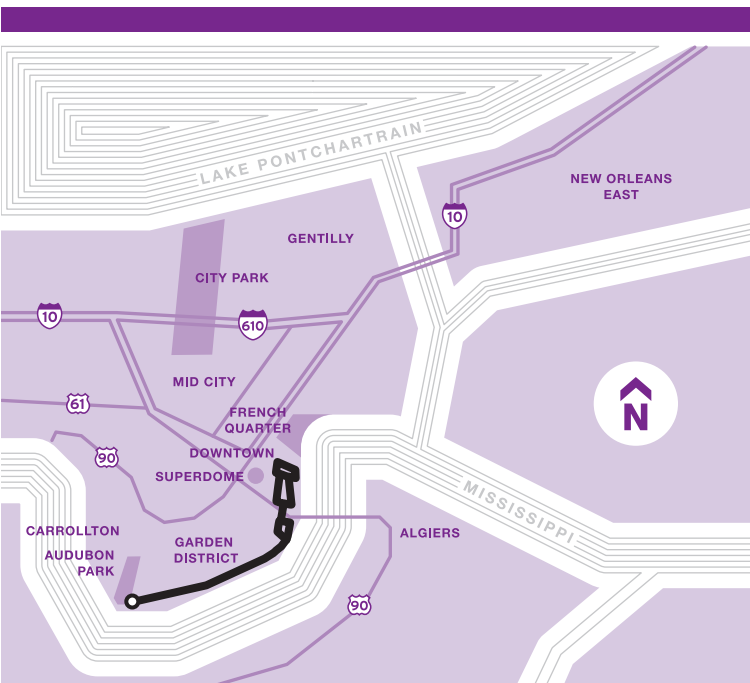 LAKE PONTCHARTRAIN
NEW ORLEANS
EAST
10
GENTILLY
CITY PARK
10
610
MID CITY
61
FRENCH
QUARTER
N
90
DOWNTOWN
SUPERDOME
MISSISSIPPI
CARROLLTON
ALGIERS
GARDEN
DISTRICT
AUDUBON
PARK
90